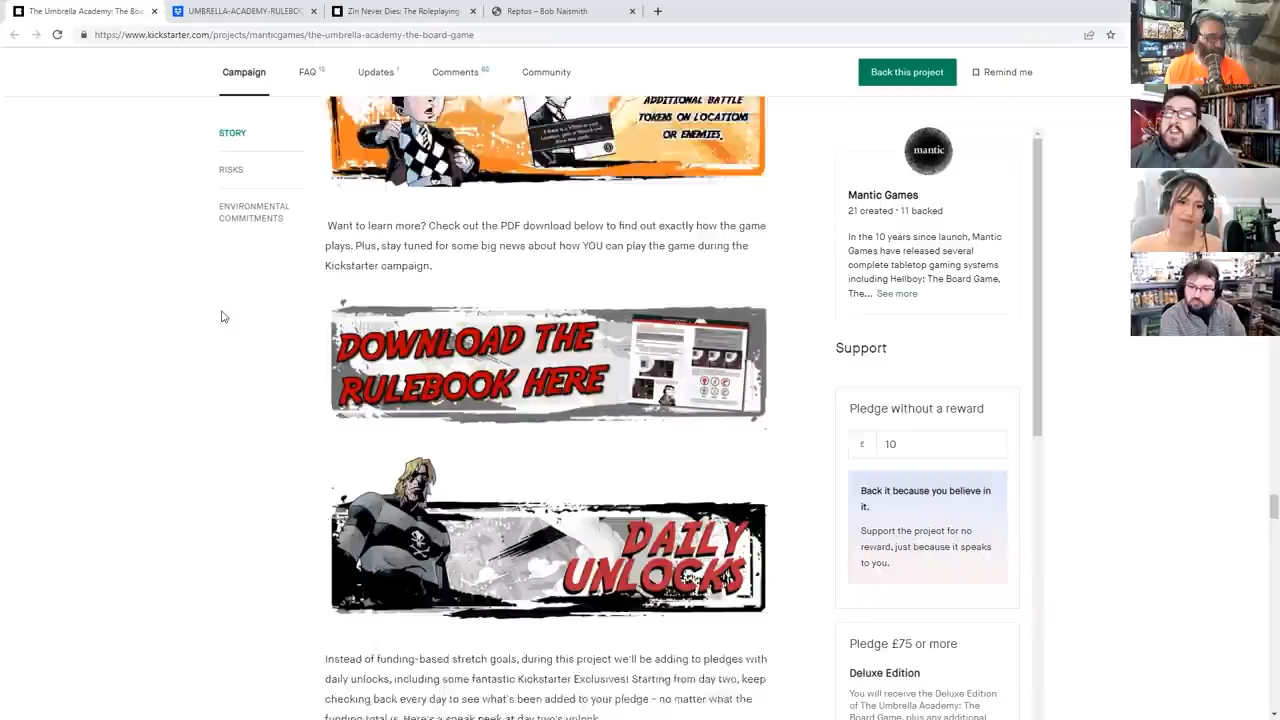 The Umbrella Academy: The Boa
UMBRELLA-ACADEMY-RULEBOO
Zin Never Dies: The Roleplaying
Reptos – Bob Naismith
https://www.kickstarter.com/projects/manticgames/the-umbrella-academy-the-board-game
Campaign
FAQ 12
Updates 1
Comments 62
Community
Back this project
Remind me
STORY
RISKS
ENVIRONMENTAL
COMMITMENTS
ADDITIONAL BATTLE
TOKENS ON LOCATIONS
OR ENEMIES.
Want to learn more? Check out the PDF download below to find out exactly how the game
plays. Plus, stay tuned for some big news about how YOU can play the game during the
Kickstarter campaign.
DOWNLOAD THE
RULEBOOK HERE
DAILY
UNLOCKS
Instead of funding-based stretch goals, during this project we'll be adding to pledges with
daily unlocks, including some fantastic Kickstarter Exclusives! Starting from day two, keep
checking back every day to see what's been added to your pledge – no matter what the
funding total is. Here's a sneak peek at day two's unlock
mantic
Mantic Games
21 created · 11 backed
In the 10 years since launch, Mantic
Games have released several
complete tabletop gaming systems
including Hellboy: The Board Game,
The... See more
Support
Pledge without a reward
£ 10
Back it because you believe in
it.
Support the project for no
reward, just because it speaks
to you.
Pledge £75 or more
Deluxe Edition
You will receive the Deluxe Edition
of The Umbrella Academy: The
Board Game, plus any additional